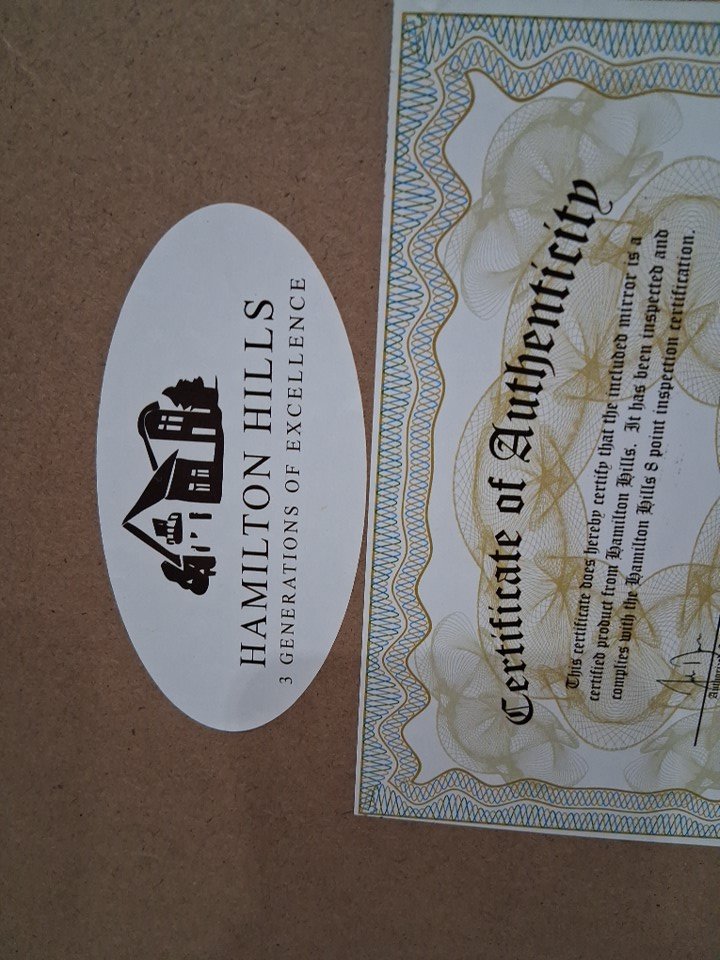 HAMILTON HILLS
3 GENERATIONS OF EXCELLENCE
Certificate of Authenticity
This certificate does hereby certify that the included mirror is a
certified product from Hamilton Hills. It has been inspected and
complies with the Hamilton Hills 8 point inspection certification.